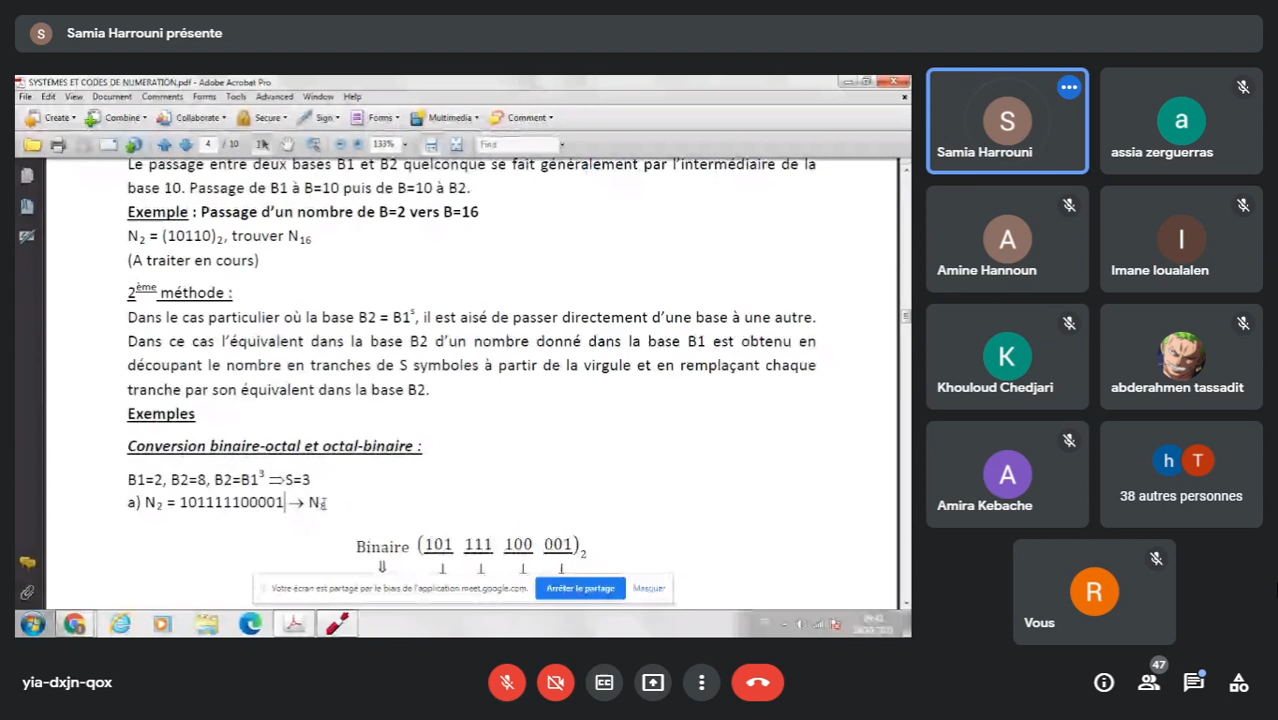 S Samia Harrouni présente
SYSTEMES ET CODES DE NUMERATION.pdf - Adobe Acrobat Pro
File Edit View Document Comments Forms Tools Advanced Window Help
Create Combine Collaborate Secure Sign Forms Multimedia Comment
4 / 10 133% Find
Le passage entre deux bases B1 et B2 quelconque se fait généralement par l'intermédiaire de la
base 10. Passage de B1 à B=10 puis de B=10 à B2.
Exemple : Passage d'un nombre de B=2 vers B=16
N₂ = (10110)₂, trouver N₁₆
(A traiter en cours)
2ème méthode :
Dans le cas particulier où la base B2 = B1ˢ, il est aisé de passer directement d'une base à une autre.
Dans ce cas l'équivalent dans la base B2 d'un nombre donné dans la base B1 est obtenu en
découpant le nombre en tranches de S symboles à partir de la virgule et en remplaçant chaque
tranche par son équivalent dans la base B2.
Exemples
Conversion binaire-octal et octal-binaire :
B1=2, B2=8, B2=B1³ ⇒S=3
a) N₂ = 101111100001 → N₈
Binaire (101 111 100 001)₂
⇓
Votre écran est partagé par le biais de l'application meet.google.com. Arrêter le partage Masquer
S
Samia Harrouni
a
assia zerguerras
A
Amine Hannoun
I
Imane Ioualalen
K
Khouloud Chedjari
abderahmen tassadit
A
Amira Kebache
h T
38 autres personnes
R
Vous
yia-dxjn-qox
CC
47